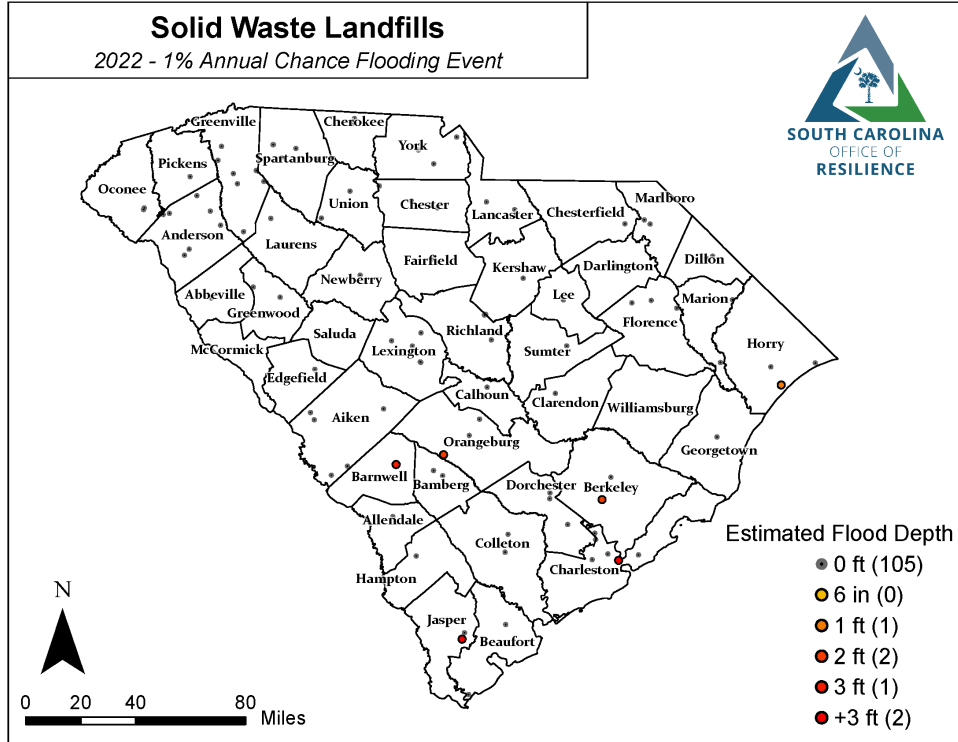 Solid Waste Landfills
2022 - 1% Annual Chance Flooding Event
SOUTH CAROLINA
OFFICE OF
RESILIENCE
Greenville
Cherokee
York
Spartanburg
Pickens
Oconee
Union
Chester
Lancaster
Chesterfield
Marlboro
Anderson
Laurens
Fairfield
Kershaw
Darlington
Dillon
Newberry
Abbeville
Greenwood
Lee
Marion
Florence
Saluda
Richland
Horry
McCormick
Lexington
Sumter
Edgefield
Calhoun
Clarendon
Williamsburg
Aiken
Orangeburg
Georgetown
Barnwell
Bamberg
Dorchester
Berkeley
Allendale
Colleton
Charleston
Hampton
Jasper
Beaufort
Estimated Flood Depth
0 ft (105)
6 in (0)
1 ft (1)
2 ft (2)
3 ft (1)
+3 ft (2)
N
0 20 40 80
Miles